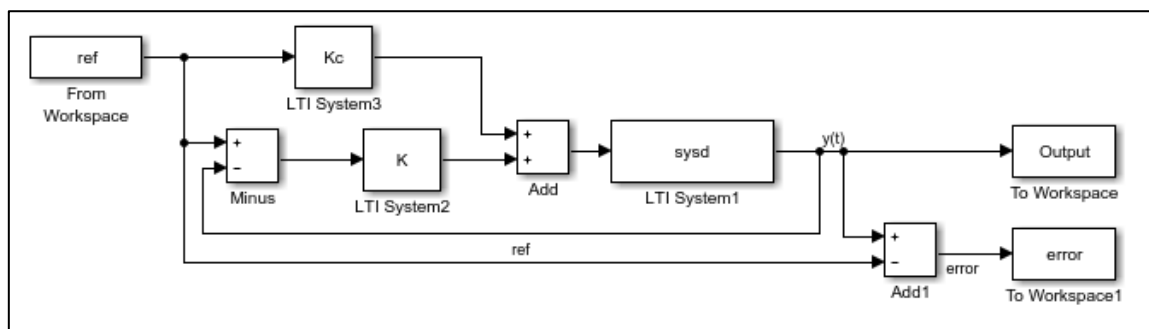 ref
From
Workspace
Kc
LTI System3
+
−
Minus
K
LTI System2
+
+
Add
sysd
LTI System1
y(t)
Output
To Workspace
ref
+
−
Add1
error
error
To Workspace1